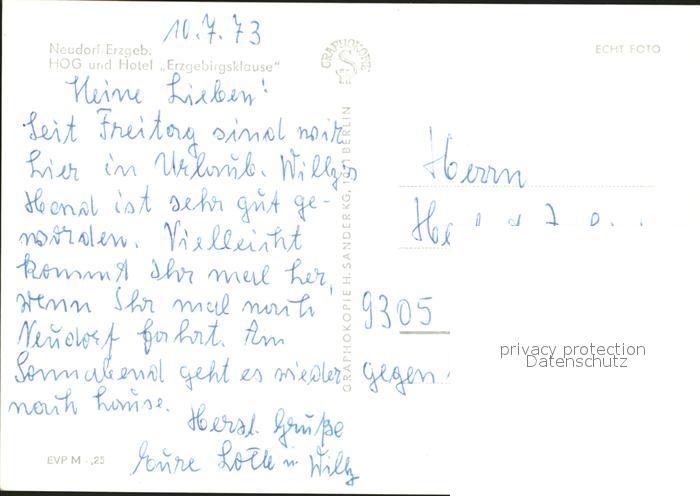 10.7.73
Neudorf Erzgeb.
HOG und Hotel „Erzgebirgsklause"
ECHT FOTO
Meine Lieben!
Seit Freitag sind wir
hier in Urlaub. Willys
Hand ist sehr gut ge-
worden. Vielleicht
kommt Ihr mal her,
wenn Ihr mal nach
Neudorf fahrt. Am
Sonnabend geht es wieder gegen
nach hause.
Herzl. Grüße
Eure Lotte u Willy
EVP M -,25
GRAPHOKOPIE
GRAPHOKOPIE H. SANDER KG, 1071 BERLIN
Herrn
9305
privacy protection
Datenschutz